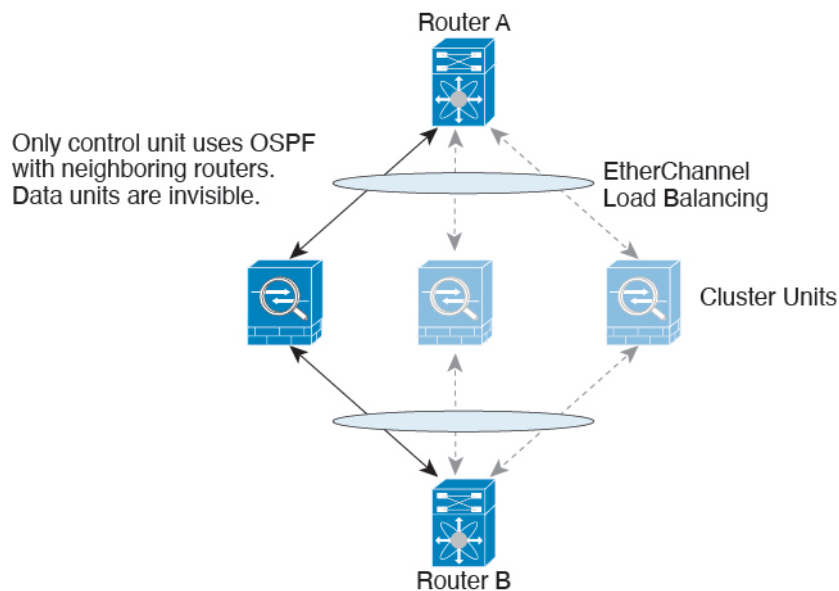 Router A
Only control unit uses OSPF
with neighboring routers.
Data units are invisible.
EtherChannel
Load Balancing
Cluster Units
Router B